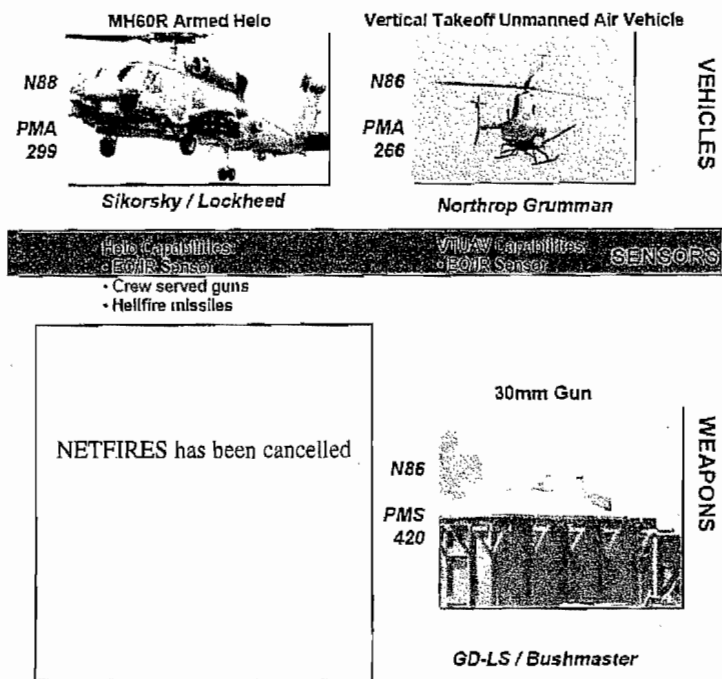 MH60R Armed Helo
N88
PMA
299
Sikorsky / Lockheed
Vertical Takeoff Unmanned Air Vehicle
N86
PMA
266
Northrop Grumman
VEHICLES
Helo Capabilities:
• EO/IR Sensor
• Crew served guns
• Hellfire missiles
VTUAV Capabilities:
• EO/IR Sensor
SENSORS
NETFIRES has been cancelled
30mm Gun
N86
PMS
420
GD-LS / Bushmaster
WEAPONS